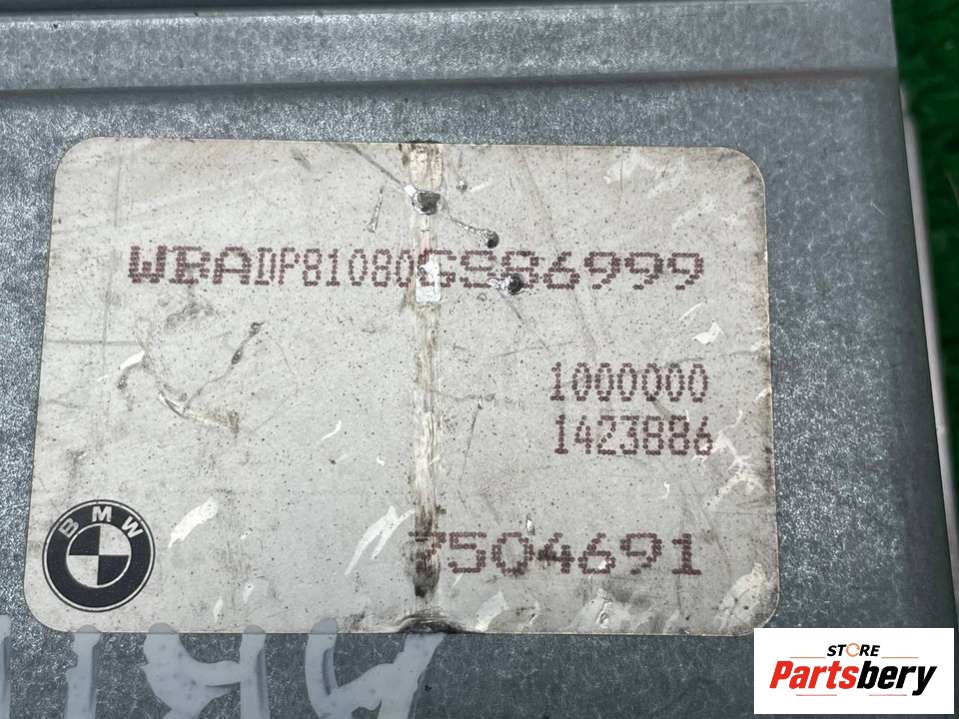 WBADP81080GS86999
1000000
1423886
7504691
BMW
STORE
Partsbery